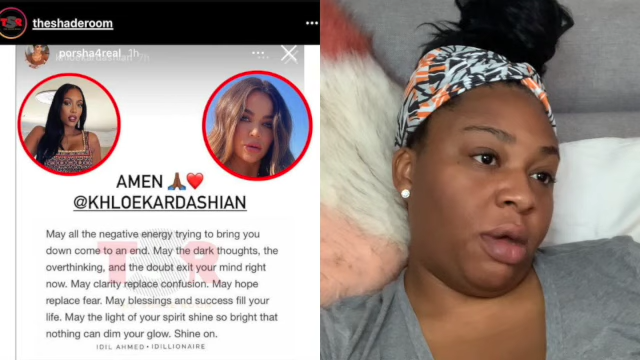 TSR
theshaderoom
porsha4real 1h
AMEN 🙏🏾❤️
@KHLOEKARDASHIAN
May all the negative energy trying to bring you
down come to an end. May the dark thoughts, the
overthinking, and the doubt exit your mind right
now. May clarity replace confusion. May hope
replace fear. May blessings and success fill your
life. May the light of your spirit shine so bright that
nothing can dim your glow. Shine on.
IDIL AHMED • IDILLIONAIRE
TSR